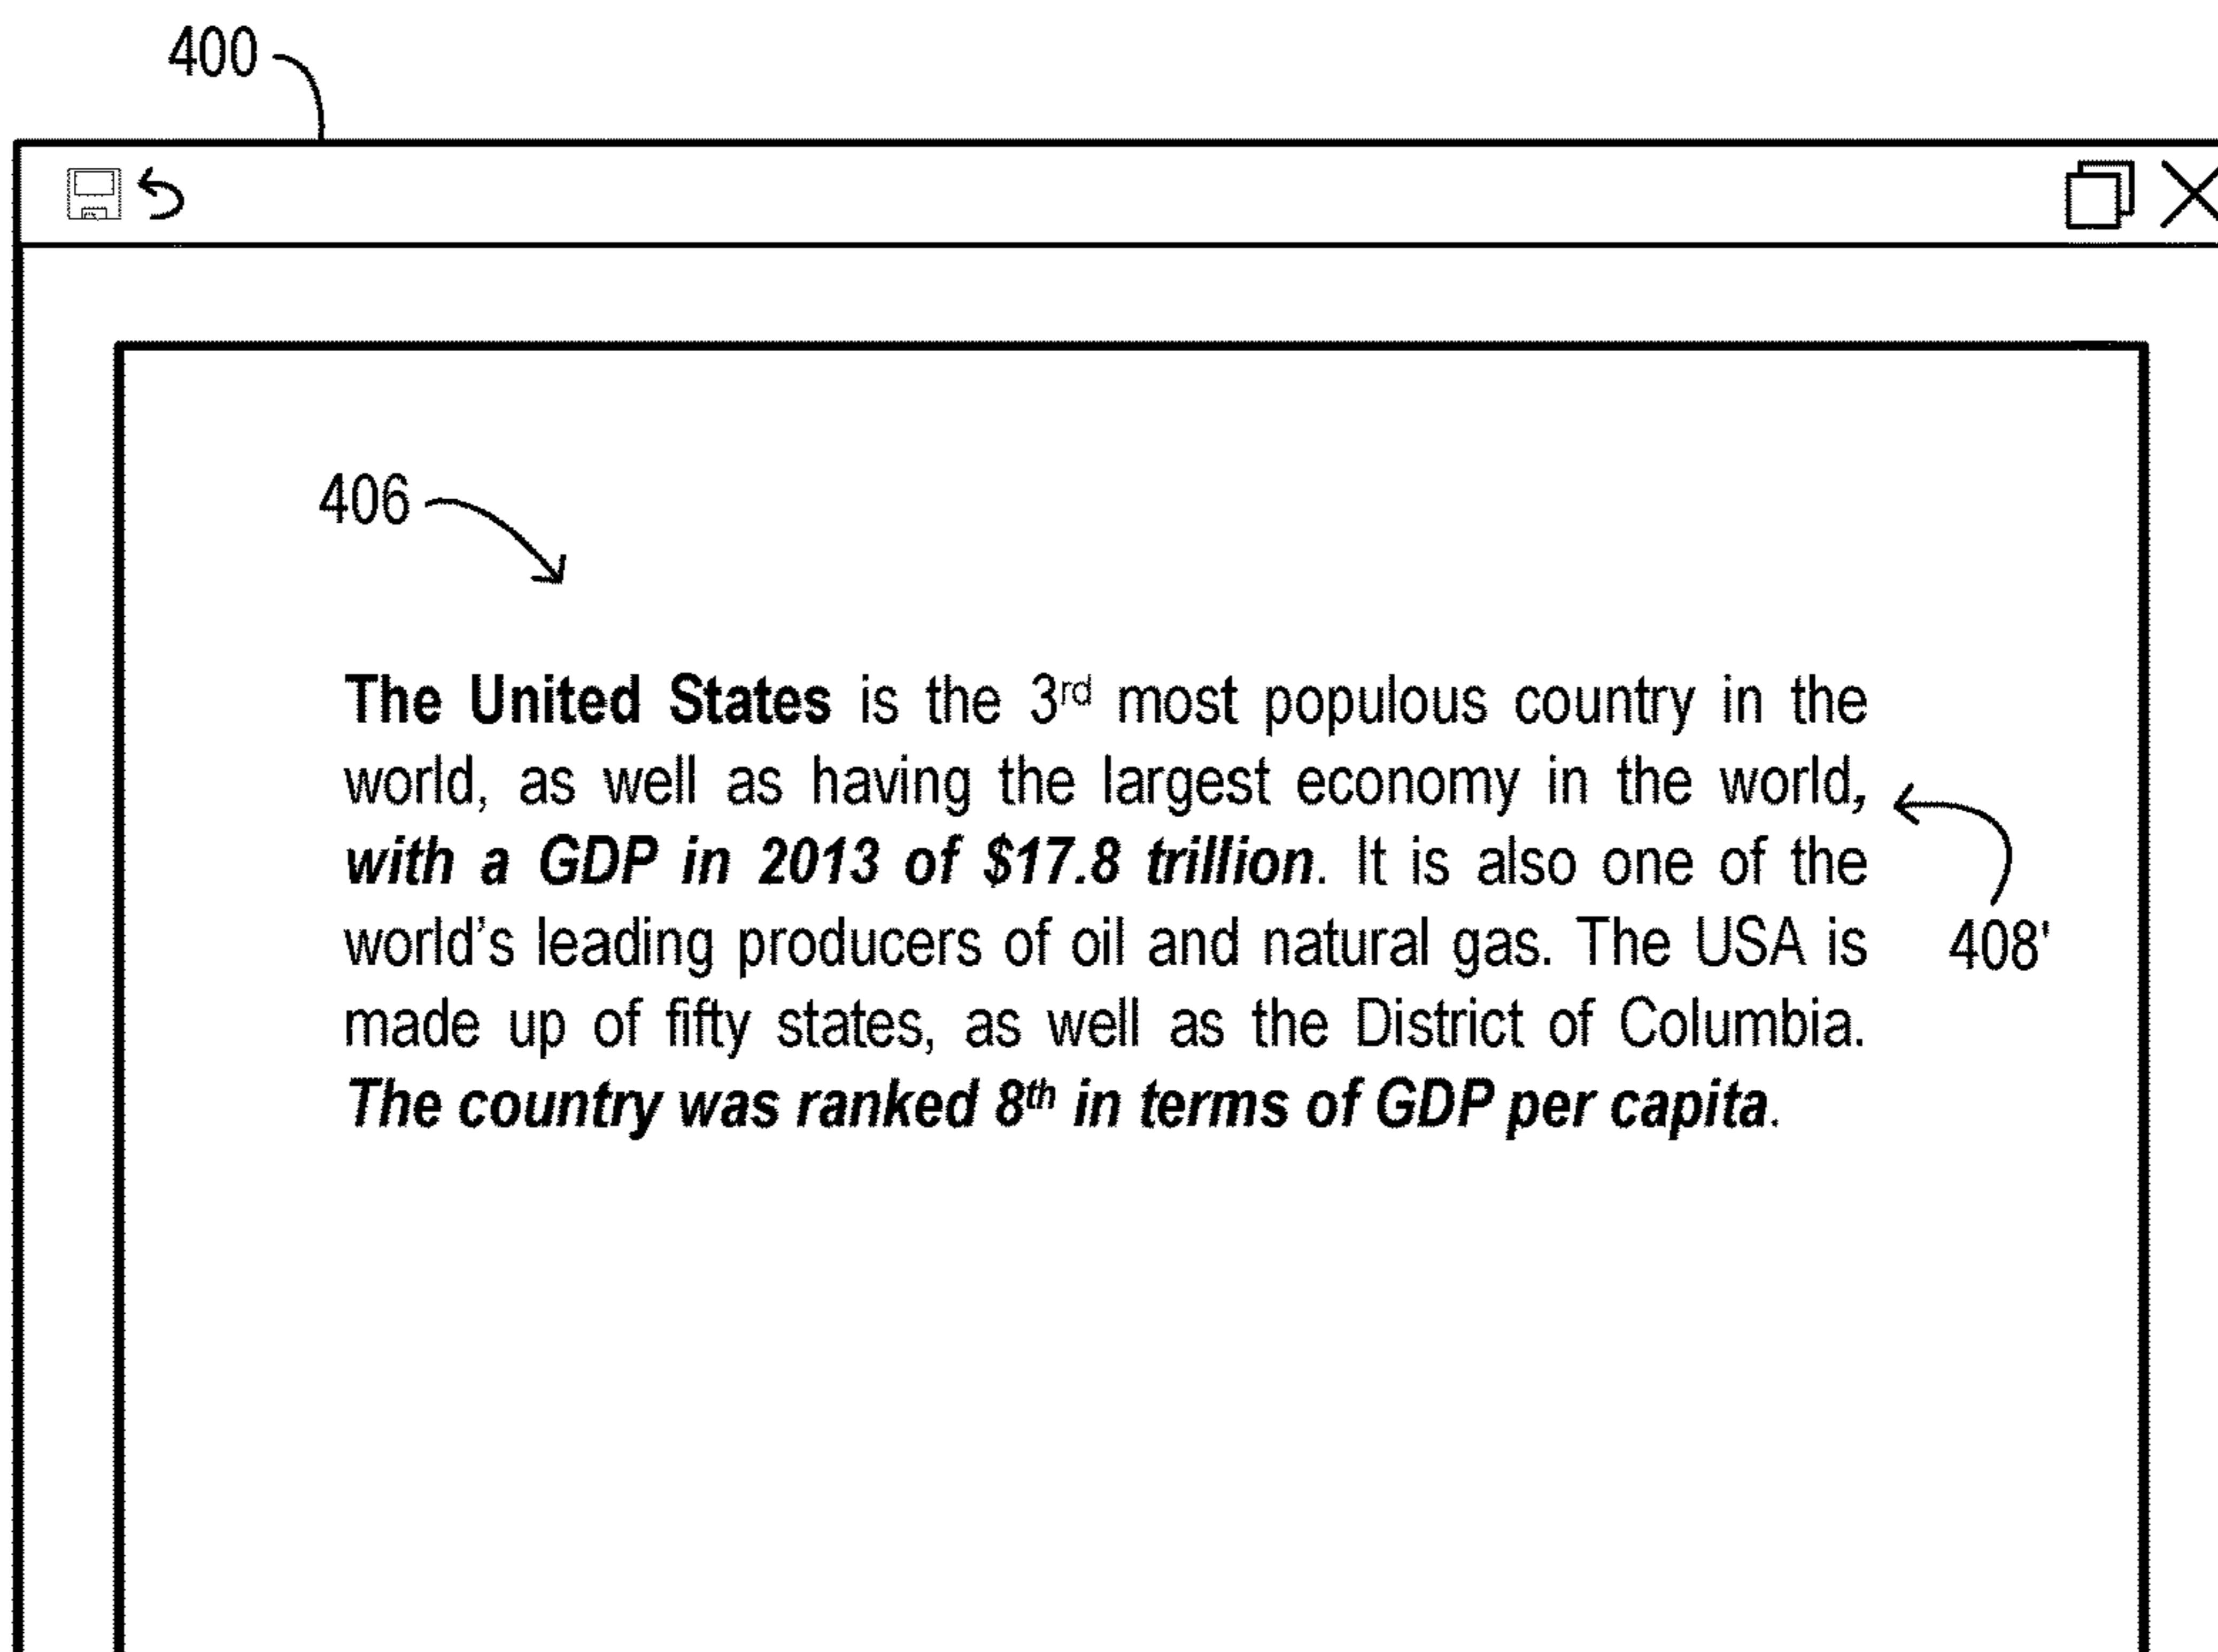 400
406
The United States is the 3rd most populous country in the
world, as well as having the largest economy in the world,
with a GDP in 2013 of $17.8 trillion. It is also one of the
world's leading producers of oil and natural gas. The USA is
408'
made up of fifty states, as well as the District of Columbia.
The country was ranked 8th in terms of GDP per capita.